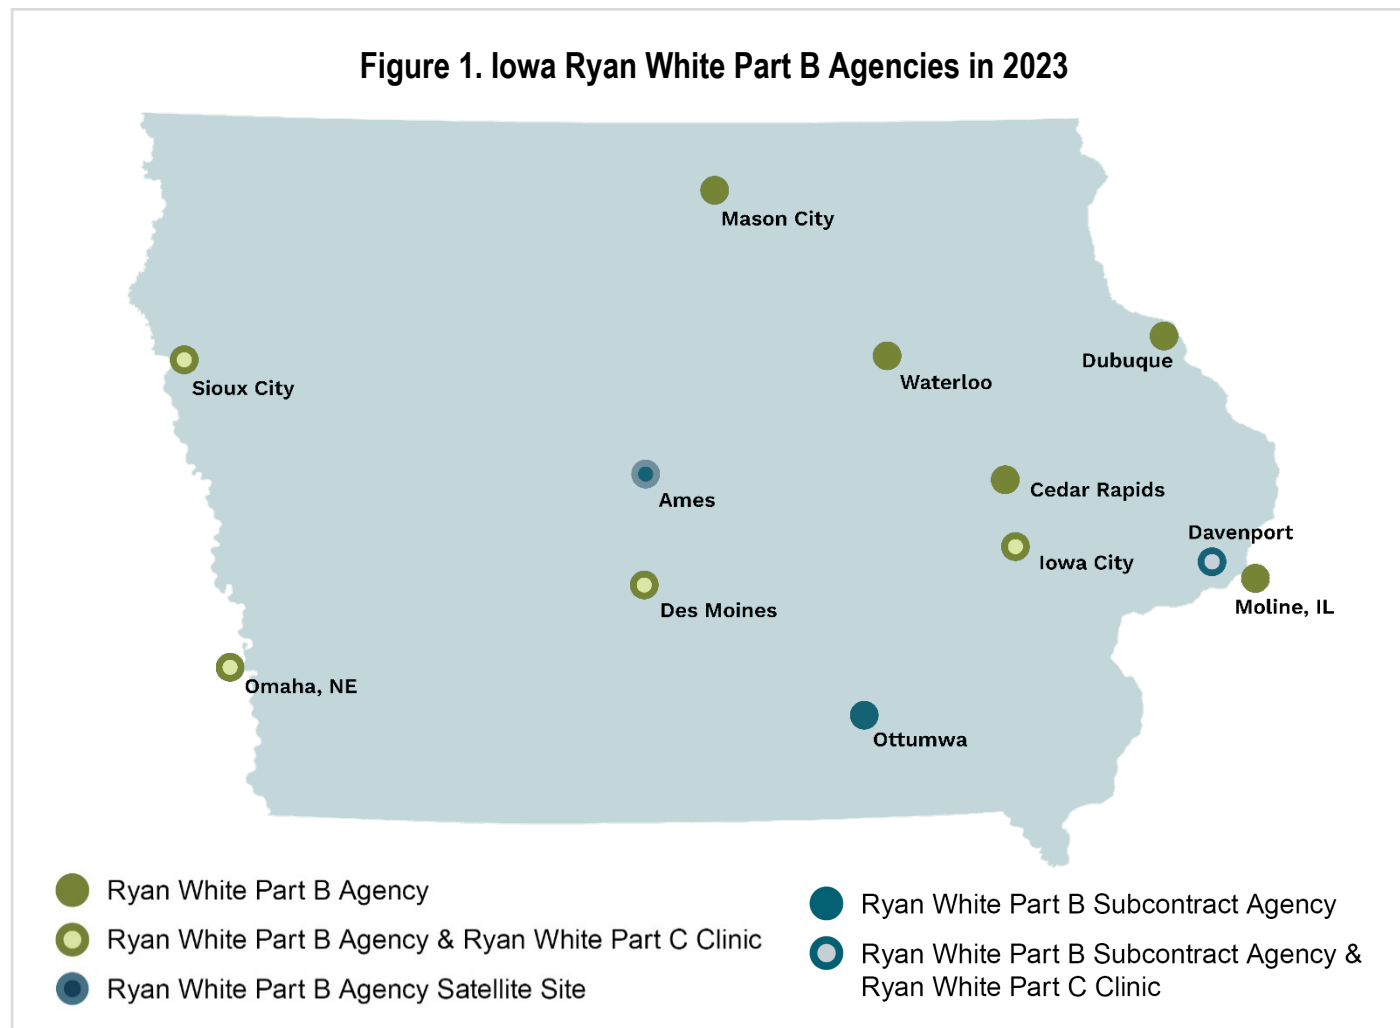 Figure 1. Iowa Ryan White Part B Agencies in 2023
Mason City
Dubuque
Waterloo
Sioux City
Ames
Cedar Rapids
Davenport
Iowa City
Moline, IL
Des Moines
Omaha, NE
Ottumwa
Ryan White Part B Agency
Ryan White Part B Agency & Ryan White Part C Clinic
Ryan White Part B Agency Satellite Site
Ryan White Part B Subcontract Agency
Ryan White Part B Subcontract Agency &
Ryan White Part C Clinic